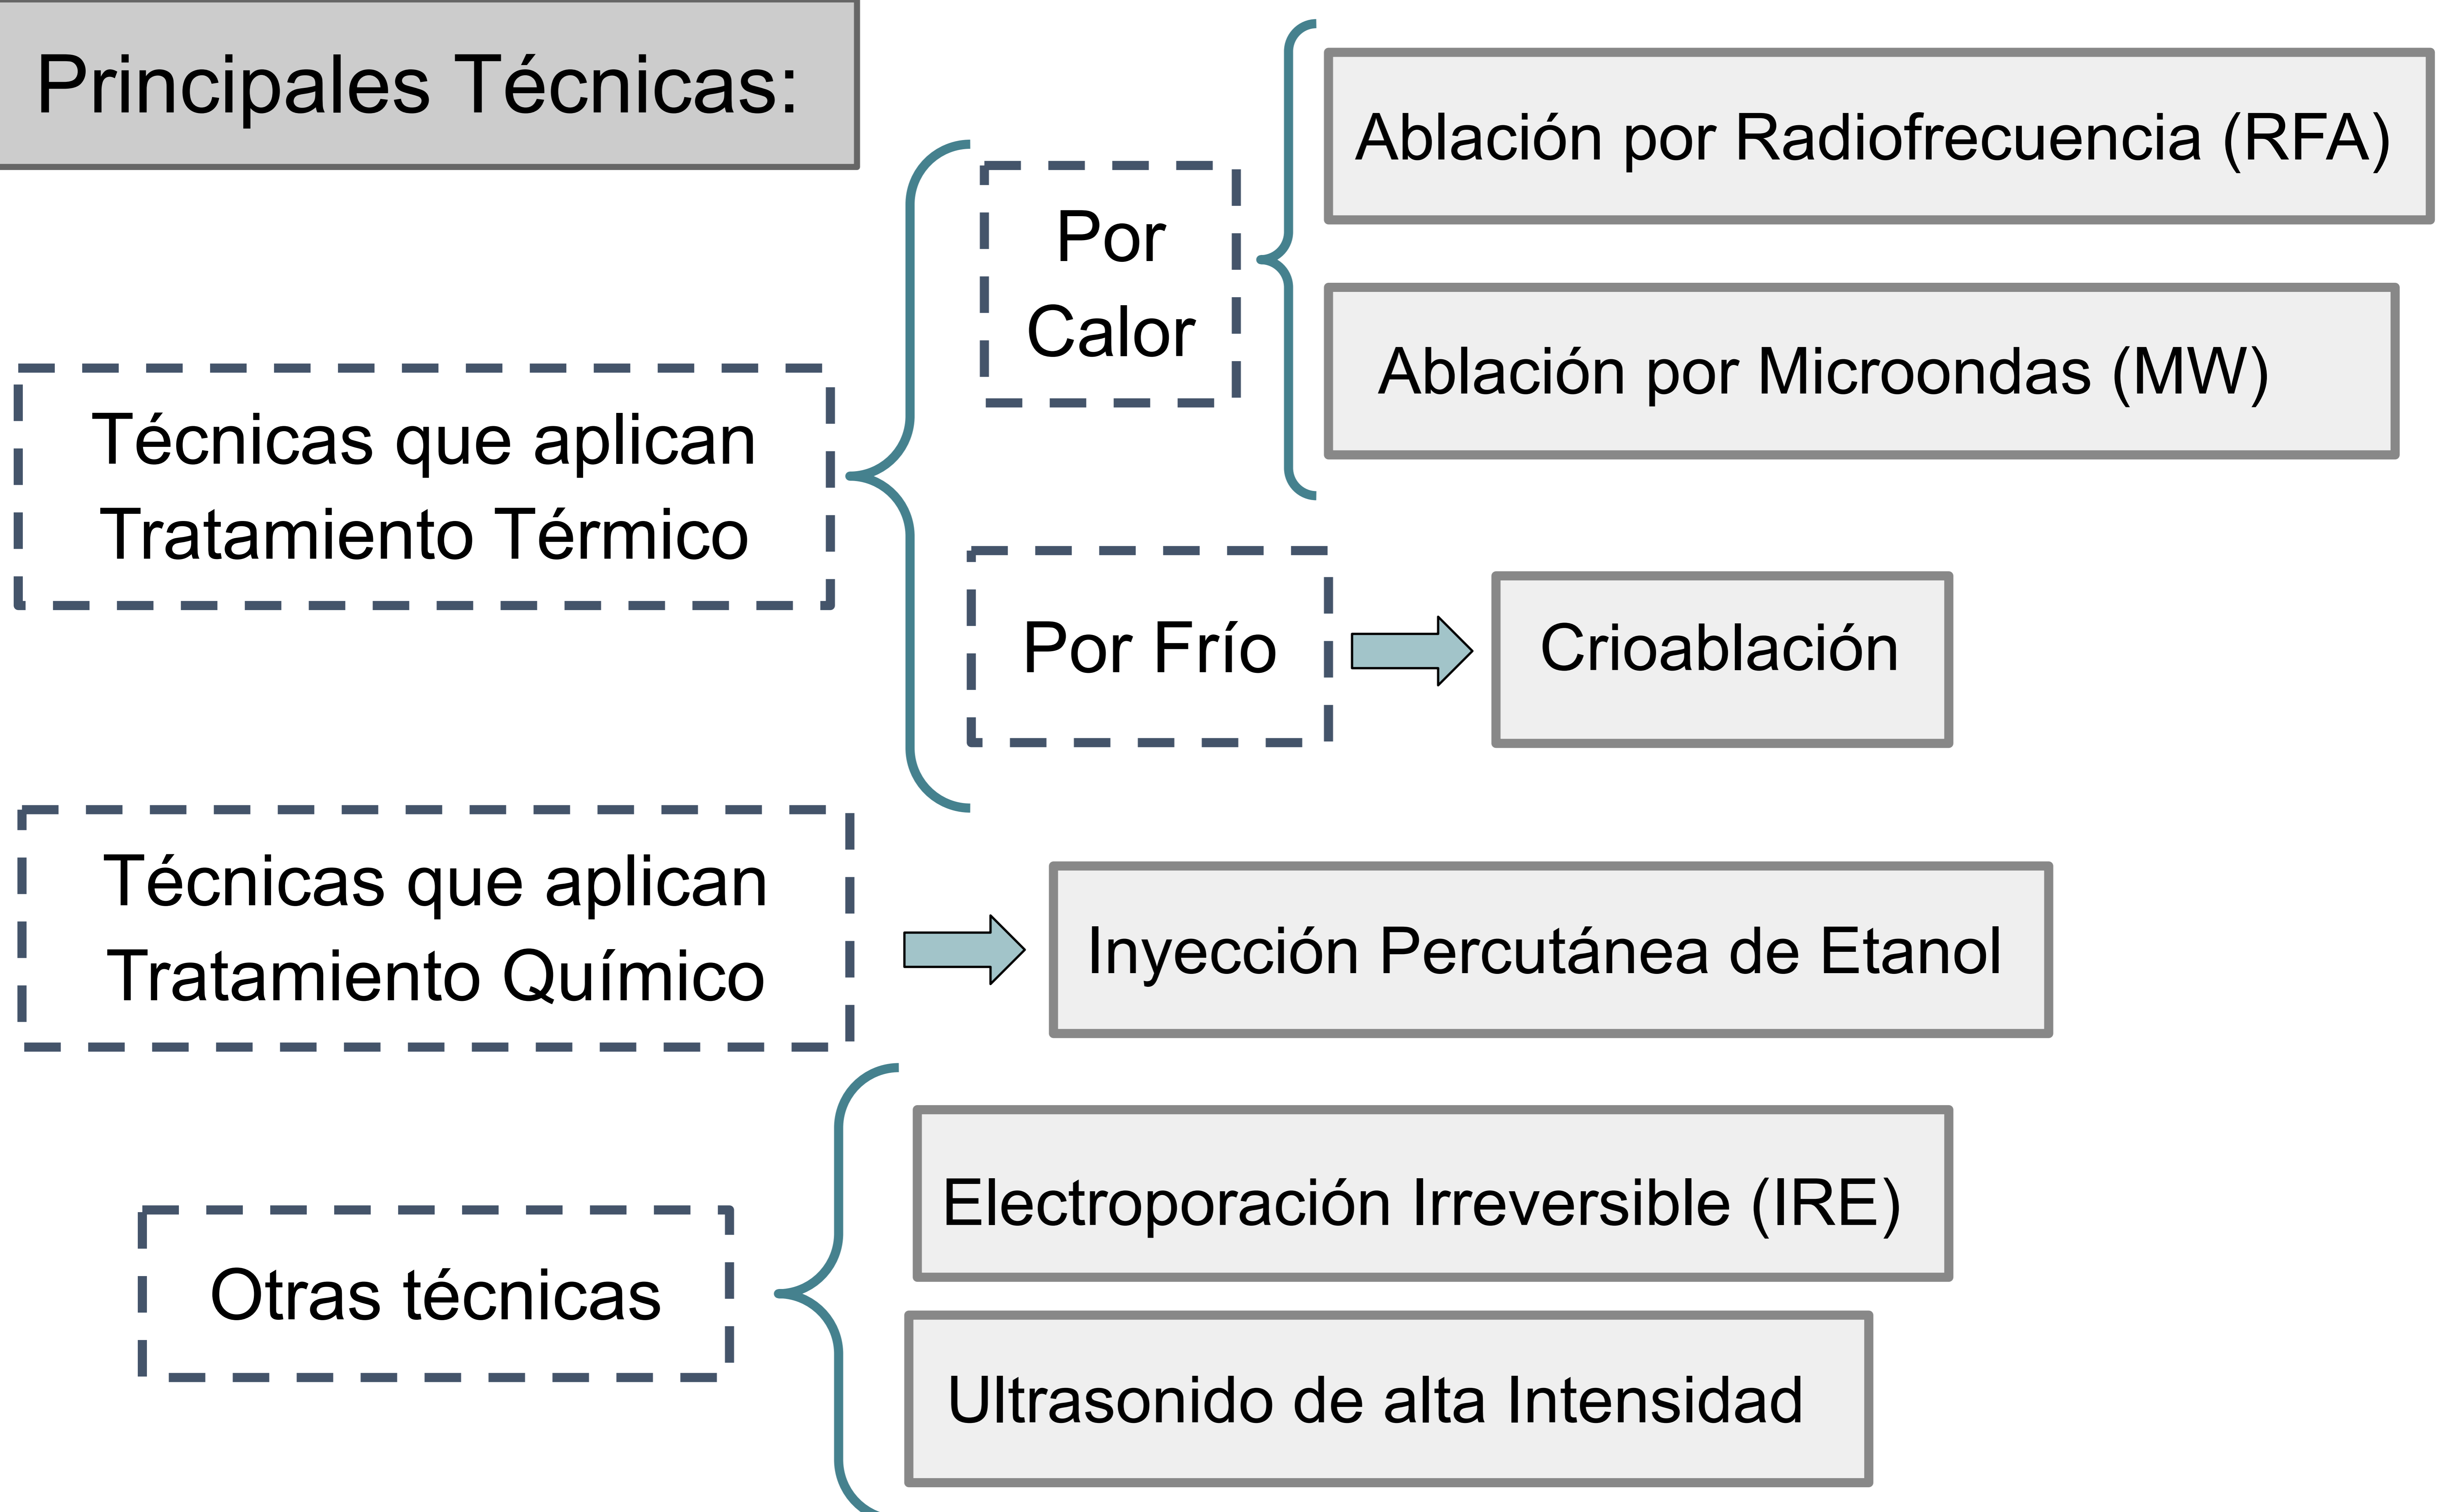 Principales Técnicas:
Técnicas que aplican
Tratamiento Térmico
Por
Calor
Ablación por Radiofrecuencia (RFA)
Ablación por Microondas (MW)
Por Frío
Crioablación
Técnicas que aplican
Tratamiento Químico
Inyección Percutánea de Etanol
Otras técnicas
Electroporación Irreversible (IRE)
Ultrasonido de alta Intensidad